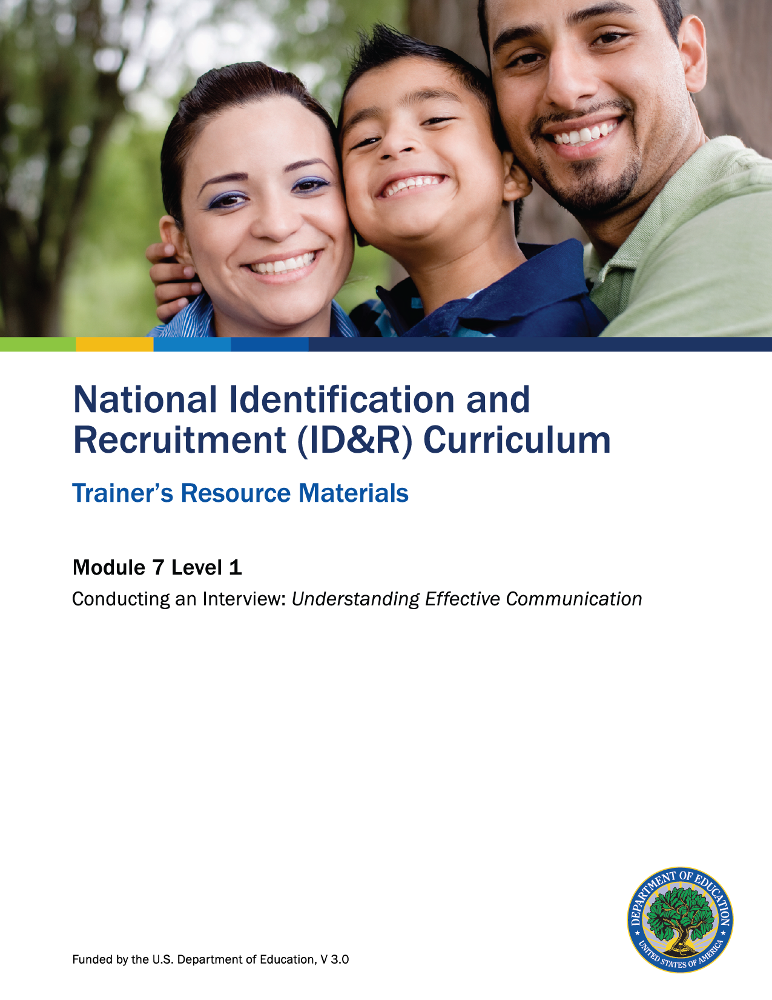 National Identification and
Recruitment (ID&R) Curriculum
Trainer’s Resource Materials
Module 7 Level 1
Conducting an Interview: Understanding Effective Communication
DEPARTMENT OF EDUCATION
UNITED STATES OF AMERICA
Funded by the U.S. Department of Education, V 3.0